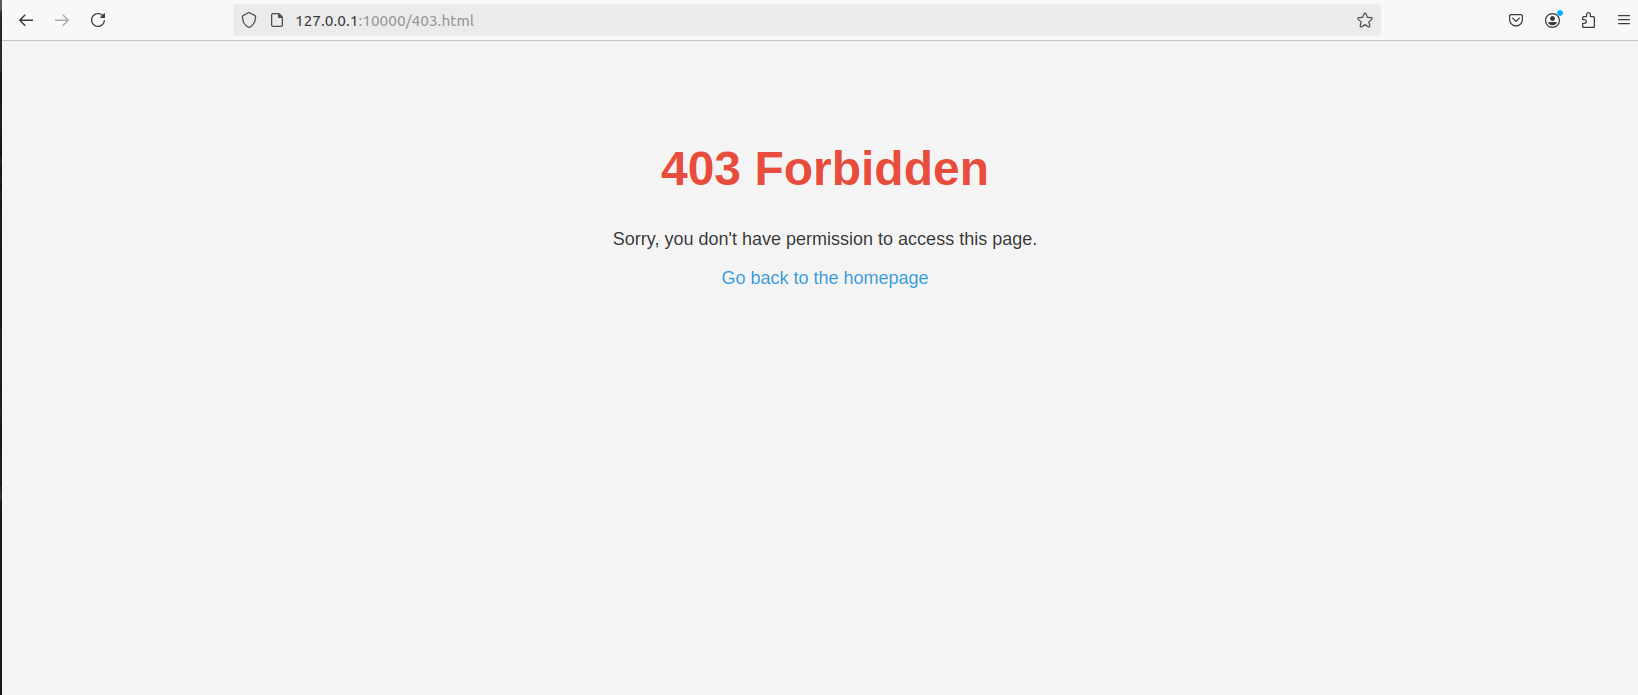 127.0.0.1:10000/403.html
403 Forbidden
Sorry, you don't have permission to access this page.
Go back to the homepage